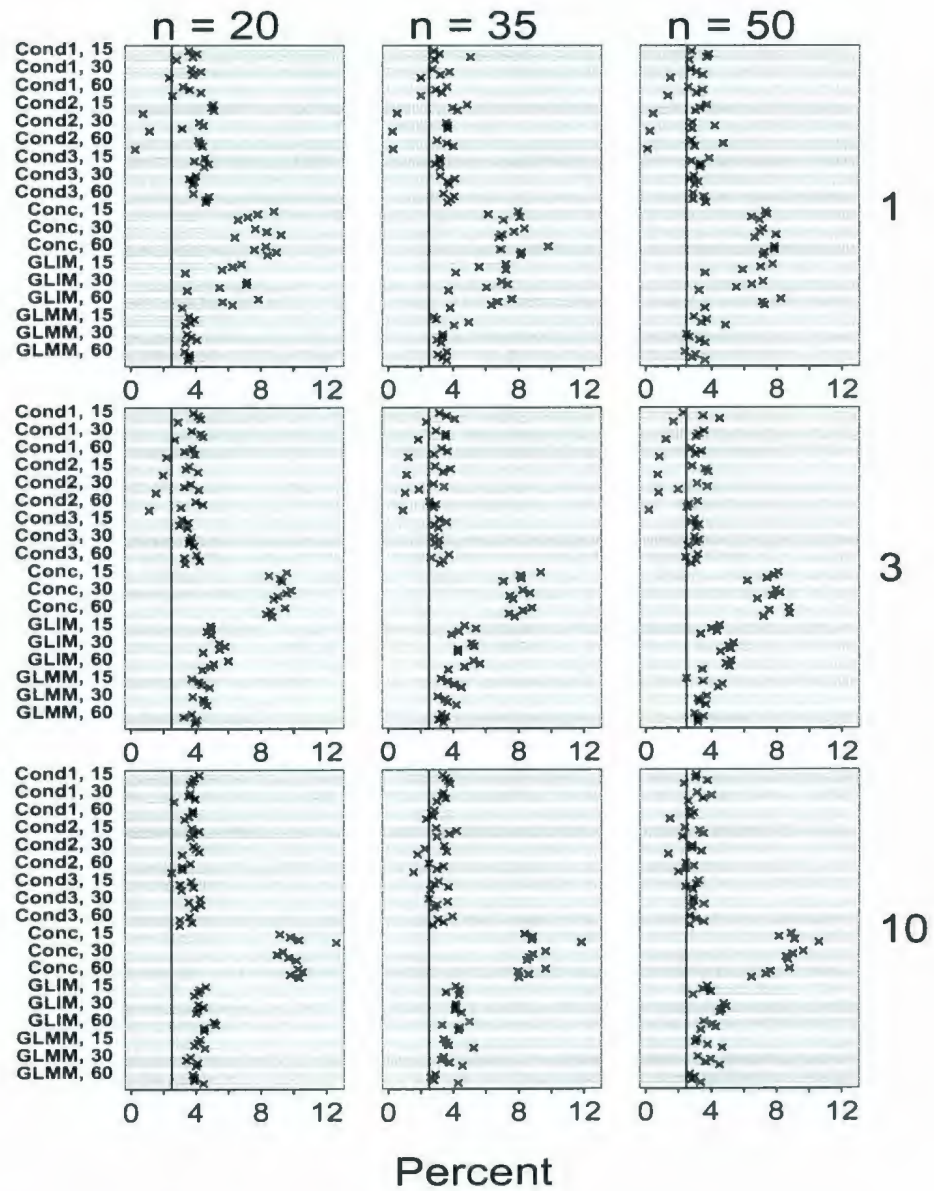 n = 20 n = 35 n = 50
Cond1, 15
Cond1, 30
Cond1, 60
Cond2, 15
Cond2, 30
Cond2, 60
Cond3, 15
Cond3, 30
Cond3, 60
Conc, 15
Conc, 30
Conc, 60
GLIM, 15
GLIM, 30
GLIM, 60
GLMM, 15
GLMM, 30
GLMM, 60
1
0 4 8 12 0 4 8 12 0 4 8 12
Cond1, 15
Cond1, 30
Cond1, 60
Cond2, 15
Cond2, 30
Cond2, 60
Cond3, 15
Cond3, 30
Cond3, 60
Conc, 15
Conc, 30
Conc, 60
GLIM, 15
GLIM, 30
GLIM, 60
GLMM, 15
GLMM, 30
GLMM, 60
3
0 4 8 12 0 4 8 12 0 4 8 12
Cond1, 15
Cond1, 30
Cond1, 60
Cond2, 15
Cond2, 30
Cond2, 60
Cond3, 15
Cond3, 30
Cond3, 60
Conc, 15
Conc, 30
Conc, 60
GLIM, 15
GLIM, 30
GLIM, 60
GLMM, 15
GLMM, 30
GLMM, 60
10
0 4 8 12 0 4 8 12 0 4 8 12
Percent